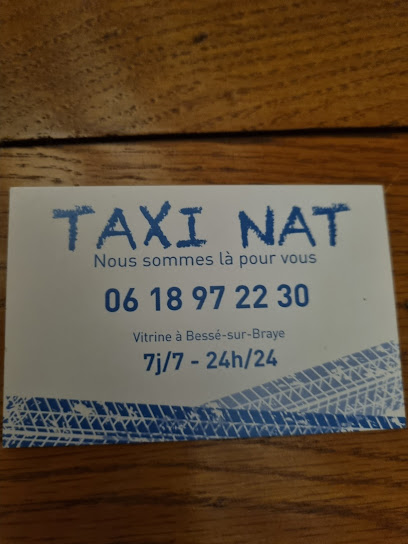 TAXI NAT
Nous sommes là pour vous
06 18 97 22 30
Vitrine à Bessé-sur-Braye
7j/7 - 24h/24